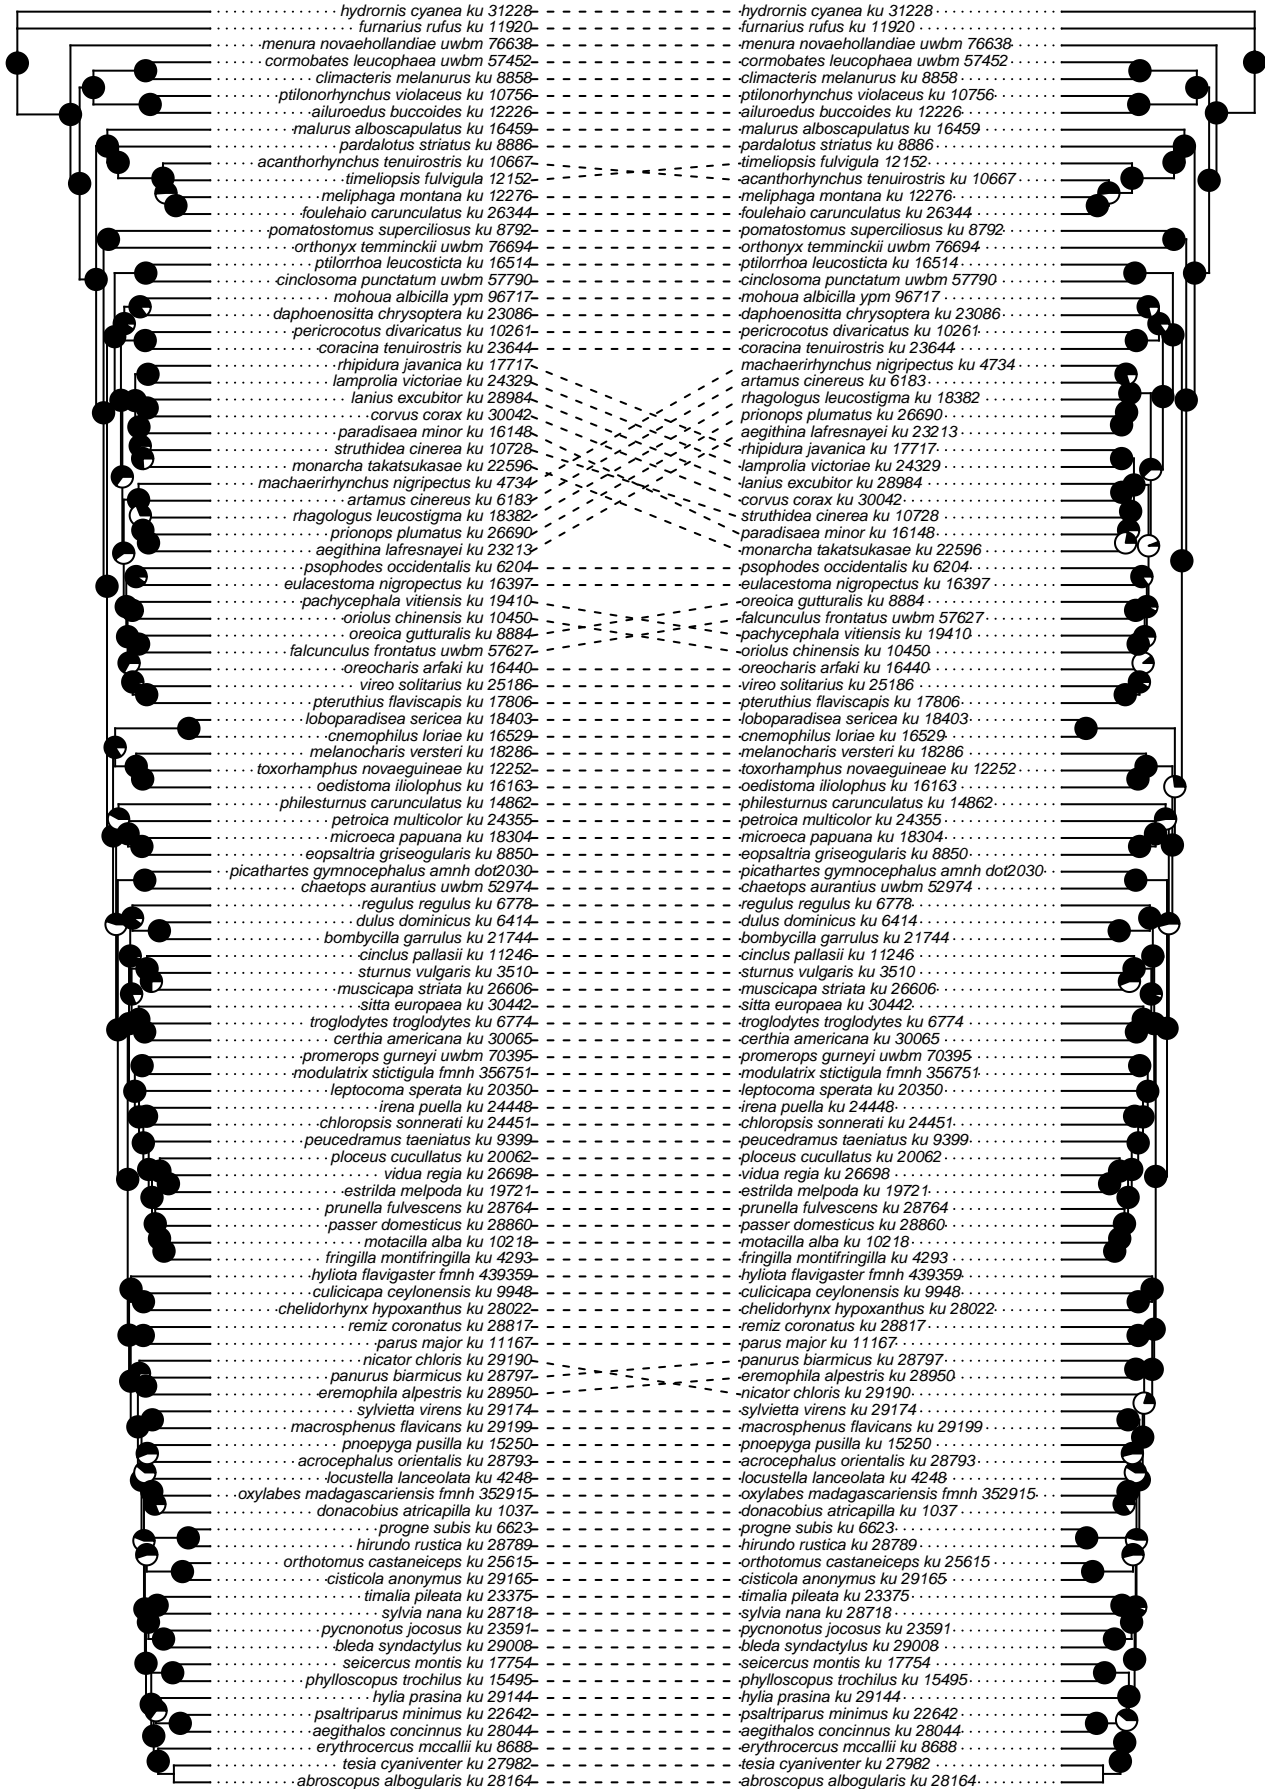 hydrornis cyanea ku 31228
furnarius rufus ku 11920
menura novaehollandiae uwbm 76638
cormobates leucophaea uwbm 57452
climacteris melanurus ku 8858
ptilonorhynchus violaceus ku 10756
ailuroedus buccoides ku 12226
malurus alboscapulatus ku 16459
pardalotus striatus ku 8886
acanthorhynchus tenuirostris ku 10667
timeliopsis fulvigula 12152
meliphaga montana ku 12276
foulehaio carunculatus ku 26344
pomatostomus superciliosus ku 8792
orthonyx temminckii uwbm 76694
ptilorrhoa leucosticta ku 16514
cinclosoma punctatum uwbm 57790
mohoua albicilla ypm 96717
daphoenositta chrysoptera ku 23086
pericrocotus divaricatus ku 10261
coracina tenuirostris ku 23644
rhipidura javanica ku 17717
lamprolia victoriae ku 24329
lanius excubitor ku 28984
corvus corax ku 30042
paradisaea minor ku 16148
struthidea cinerea ku 10728
monarcha takatsukasae ku 22596
machaerirhynchus nigripectus ku 4734
artamus cinereus ku 6183
rhagologus leucostigma ku 18382
prionops plumatus ku 26690
aegithina lafresnayei ku 23213
psophodes occidentalis ku 6204
eulacestoma nigropectus ku 16397
pachycephala vitiensis ku 19410
oriolus chinensis ku 10450
oreoica gutturalis ku 8884
falcunculus frontatus uwbm 57627
oreocharis arfaki ku 16440
vireo solitarius ku 25186
pteruthius flaviscapis ku 17806
loboparadisea sericea ku 18403
cnemophilus loriae ku 16529
melanocharis versteri ku 18286
toxorhamphus novaeguineae ku 12252
oedistoma iliolophus ku 16163
philesturnus carunculatus ku 14862
petroica multicolor ku 24355
microeca papuana ku 18304
eopsaltria griseogularis ku 8850
picathartes gymnocephalus amnh dot2030
chaetops aurantius uwbm 52974
regulus regulus ku 6778
dulus dominicus ku 6414
bombycilla garrulus ku 21744
cinclus pallasii ku 11246
sturnus vulgaris ku 3510
muscicapa striata ku 26606
sitta europaea ku 30442
troglodytes troglodytes ku 6774
certhia americana ku 30065
promerops gurneyi uwbm 70395
modulatrix stictigula fmnh 356751
leptocoma sperata ku 20350
irena puella ku 24448
chloropsis sonnerati ku 24451
peucedramus taeniatus ku 9399
ploceus cucullatus ku 20062
vidua regia ku 26698
estrilda melpoda ku 19721
prunella fulvescens ku 28764
passer domesticus ku 28860
motacilla alba ku 10218
fringilla montifringilla ku 4293
hyliota flavigaster fmnh 439359
culicicapa ceylonensis ku 9948
chelidorhynx hypoxanthus ku 28022
remiz coronatus ku 28817
parus major ku 11167
nicator chloris ku 29190
panurus biarmicus ku 28797
eremophila alpestris ku 28950
sylvietta virens ku 29174
macrosphenus flavicans ku 29199
pnoepyga pusilla ku 15250
acrocephalus orientalis ku 28793
locustella lanceolata ku 4248
oxylabes madagascariensis fmnh 352915
donacobius atricapilla ku 1037
progne subis ku 6623
hirundo rustica ku 28789
orthotomus castaneiceps ku 25615
cisticola anonymus ku 29165
timalia pileata ku 23375
sylvia nana ku 28718
pycnonotus jocosus ku 23591
bleda syndactylus ku 29008
seicercus montis ku 17754
phylloscopus trochilus ku 15495
hylia prasina ku 29144
psaltriparus minimus ku 22642
aegithalos concinnus ku 28044
erythrocercus mccallii ku 8688
tesia cyaniventer ku 27982
abroscopus albogularis ku 28164
hydrornis cyanea ku 31228
furnarius rufus ku 11920
menura novaehollandiae uwbm 76638
cormobates leucophaea uwbm 57452
climacteris melanurus ku 8858
ptilonorhynchus violaceus ku 10756
ailuroedus buccoides ku 12226
malurus alboscapulatus ku 16459
pardalotus striatus ku 8886
timeliopsis fulvigula 12152
acanthorhynchus tenuirostris ku 10667
meliphaga montana ku 12276
foulehaio carunculatus ku 26344
pomatostomus superciliosus ku 8792
orthonyx temminckii uwbm 76694
ptilorrhoa leucosticta ku 16514
cinclosoma punctatum uwbm 57790
mohoua albicilla ypm 96717
daphoenositta chrysoptera ku 23086
pericrocotus divaricatus ku 10261
coracina tenuirostris ku 23644
machaerirhynchus nigripectus ku 4734
artamus cinereus ku 6183
rhagologus leucostigma ku 18382
prionops plumatus ku 26690
aegithina lafresnayei ku 23213
rhipidura javanica ku 17717
lamprolia victoriae ku 24329
lanius excubitor ku 28984
corvus corax ku 30042
struthidea cinerea ku 10728
paradisaea minor ku 16148
monarcha takatsukasae ku 22596
psophodes occidentalis ku 6204
eulacestoma nigropectus ku 16397
oreoica gutturalis ku 8884
falcunculus frontatus uwbm 57627
pachycephala vitiensis ku 19410
oriolus chinensis ku 10450
oreocharis arfaki ku 16440
vireo solitarius ku 25186
pteruthius flaviscapis ku 17806
loboparadisea sericea ku 18403
cnemophilus loriae ku 16529
melanocharis versteri ku 18286
toxorhamphus novaeguineae ku 12252
oedistoma iliolophus ku 16163
philesturnus carunculatus ku 14862
petroica multicolor ku 24355
microeca papuana ku 18304
eopsaltria griseogularis ku 8850
picathartes gymnocephalus amnh dot2030
chaetops aurantius uwbm 52974
regulus regulus ku 6778
dulus dominicus ku 6414
bombycilla garrulus ku 21744
cinclus pallasii ku 11246
sturnus vulgaris ku 3510
muscicapa striata ku 26606
sitta europaea ku 30442
troglodytes troglodytes ku 6774
certhia americana ku 30065
promerops gurneyi uwbm 70395
modulatrix stictigula fmnh 356751
leptocoma sperata ku 20350
irena puella ku 24448
chloropsis sonnerati ku 24451
peucedramus taeniatus ku 9399
ploceus cucullatus ku 20062
vidua regia ku 26698
estrilda melpoda ku 19721
prunella fulvescens ku 28764
passer domesticus ku 28860
motacilla alba ku 10218
fringilla montifringilla ku 4293
hyliota flavigaster fmnh 439359
culicicapa ceylonensis ku 9948
chelidorhynx hypoxanthus ku 28022
remiz coronatus ku 28817
parus major ku 11167
panurus biarmicus ku 28797
eremophila alpestris ku 28950
nicator chloris ku 29190
sylvietta virens ku 29174
macrosphenus flavicans ku 29199
pnoepyga pusilla ku 15250
acrocephalus orientalis ku 28793
locustella lanceolata ku 4248
oxylabes madagascariensis fmnh 352915
donacobius atricapilla ku 1037
progne subis ku 6623
hirundo rustica ku 28789
orthotomus castaneiceps ku 25615
cisticola anonymus ku 29165
timalia pileata ku 23375
sylvia nana ku 28718
pycnonotus jocosus ku 23591
bleda syndactylus ku 29008
seicercus montis ku 17754
phylloscopus trochilus ku 15495
hylia prasina ku 29144
psaltriparus minimus ku 22642
aegithalos concinnus ku 28044
erythrocercus mccallii ku 8688
tesia cyaniventer ku 27982
abroscopus albogularis ku 28164